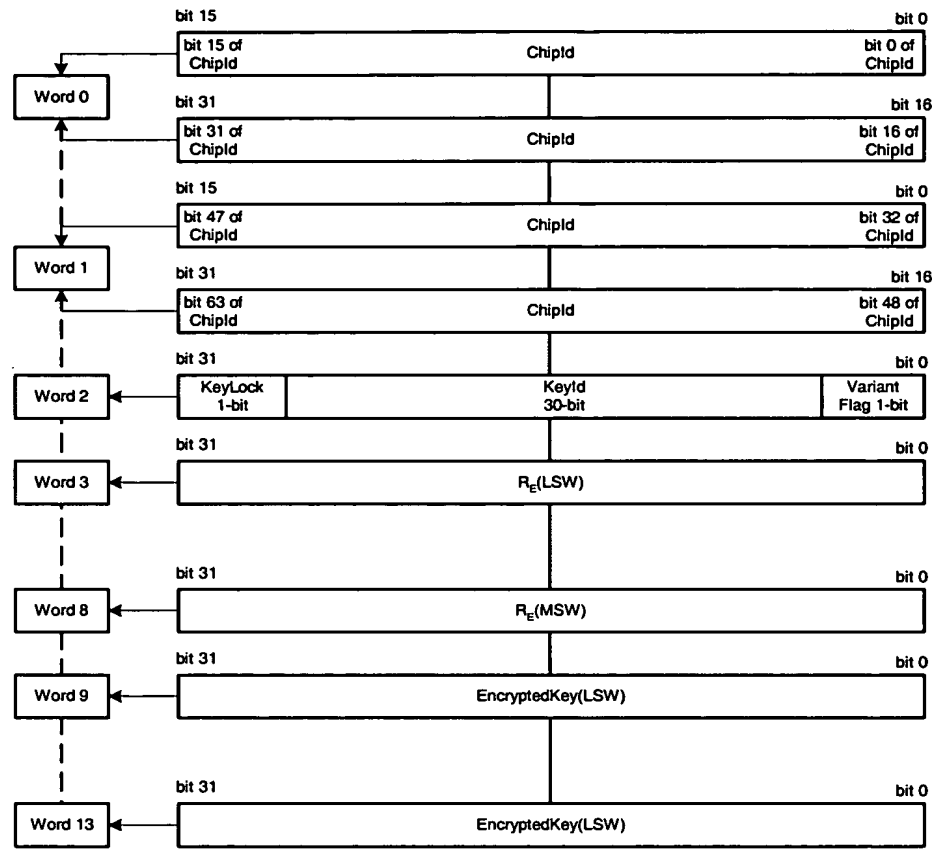 bit 15
bit 0
bit 15 of
ChipId
ChipId
bit 0 of
ChipId
Word 0
bit 31
bit 16
bit 31 of
ChipId
ChipId
bit 16 of
ChipId
bit 15
bit 0
bit 47 of
ChipId
ChipId
bit 32 of
ChipId
Word 1
bit 31
bit 16
bit 63 of
ChipId
ChipId
bit 48 of
ChipId
bit 31
bit 0
Word 2
KeyLock
1-bit
KeyId
30-bit
Variant
Flag 1-bit
bit 31
bit 0
Word 3
R_E(LSW)
bit 31
bit 0
Word 8
R_E(MSW)
bit 31
bit 0
Word 9
EncryptedKey(LSW)
bit 31
bit 0
Word 13
EncryptedKey(LSW)